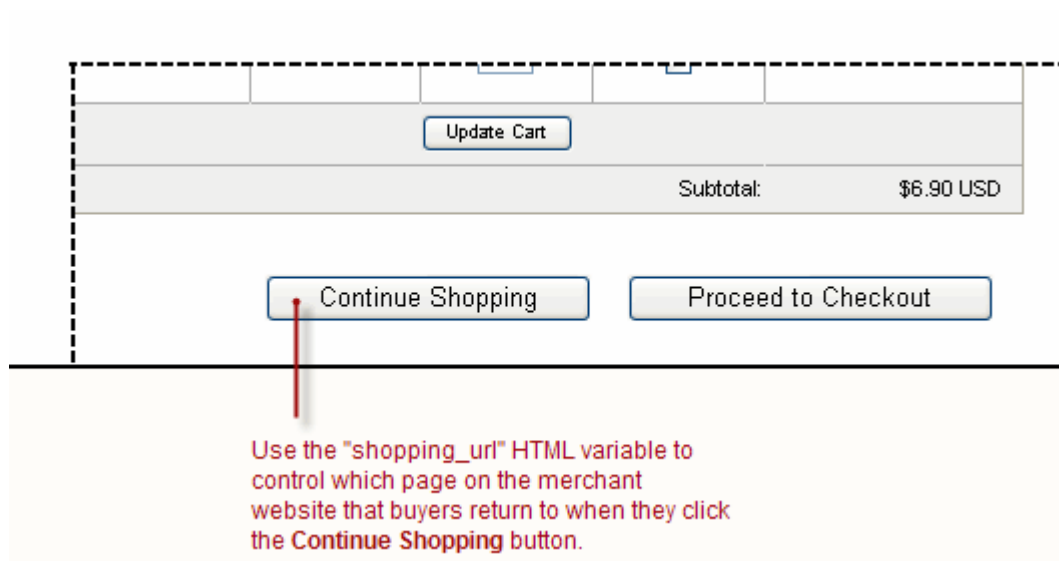 Update Cart
Subtotal: $6.90 USD
Continue Shopping Proceed to Checkout
Use the "shopping_url" HTML variable to
control which page on the merchant
website that buyers return to when they click
the Continue Shopping button.